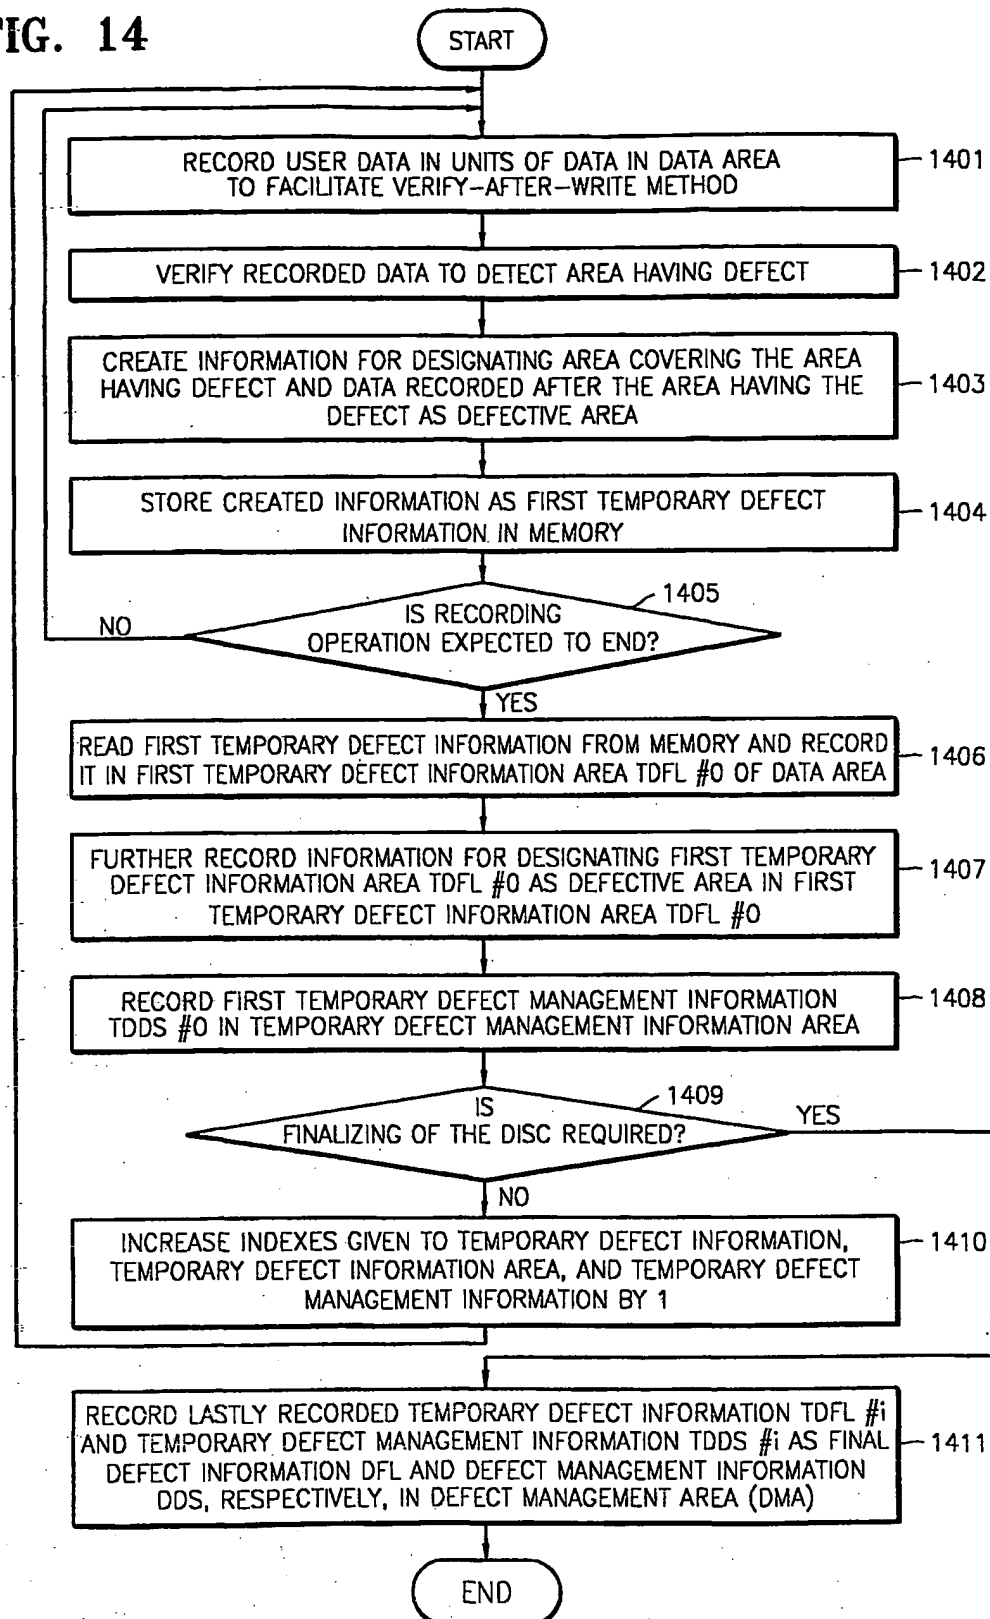 FIG. 14
START
RECORD USER DATA IN UNITS OF DATA IN DATA AREA
TO FACILITATE VERIFY-AFTER-WRITE METHOD
1401
VERIFY RECORDED DATA TO DETECT AREA HAVING DEFECT
1402
CREATE INFORMATION FOR DESIGNATING AREA COVERING THE AREA
HAVING DEFECT AND DATA RECORDED AFTER THE AREA HAVING THE
DEFECT AS DEFECTIVE AREA
1403
STORE CREATED INFORMATION AS FIRST TEMPORARY DEFECT
INFORMATION IN MEMORY
1404
1405
IS RECORDING
OPERATION EXPECTED TO END?
NO
YES
READ FIRST TEMPORARY DEFECT INFORMATION FROM MEMORY AND RECORD
IT IN FIRST TEMPORARY DEFECT INFORMATION AREA TDFL #0 OF DATA AREA
1406
FURTHER RECORD INFORMATION FOR DESIGNATING FIRST TEMPORARY
DEFECT INFORMATION AREA TDFL #0 AS DEFECTIVE AREA IN FIRST
TEMPORARY DEFECT INFORMATION AREA TDFL #0
1407
RECORD FIRST TEMPORARY DEFECT MANAGEMENT INFORMATION
TDDS #0 IN TEMPORARY DEFECT MANAGEMENT INFORMATION AREA
1408
1409
IS
FINALIZING OF THE DISC REQUIRED?
YES
NO
INCREASE INDEXES GIVEN TO TEMPORARY DEFECT INFORMATION,
TEMPORARY DEFECT INFORMATION AREA, AND TEMPORARY DEFECT
MANAGEMENT INFORMATION BY 1
1410
RECORD LASTLY RECORDED TEMPORARY DEFECT INFORMATION TDFL #i
AND TEMPORARY DEFECT MANAGEMENT INFORMATION TDDS #i AS FINAL
DEFECT INFORMATION DFL AND DEFECT MANAGEMENT INFORMATION
DDS, RESPECTIVELY, IN DEFECT MANAGEMENT AREA (DMA)
1411
END